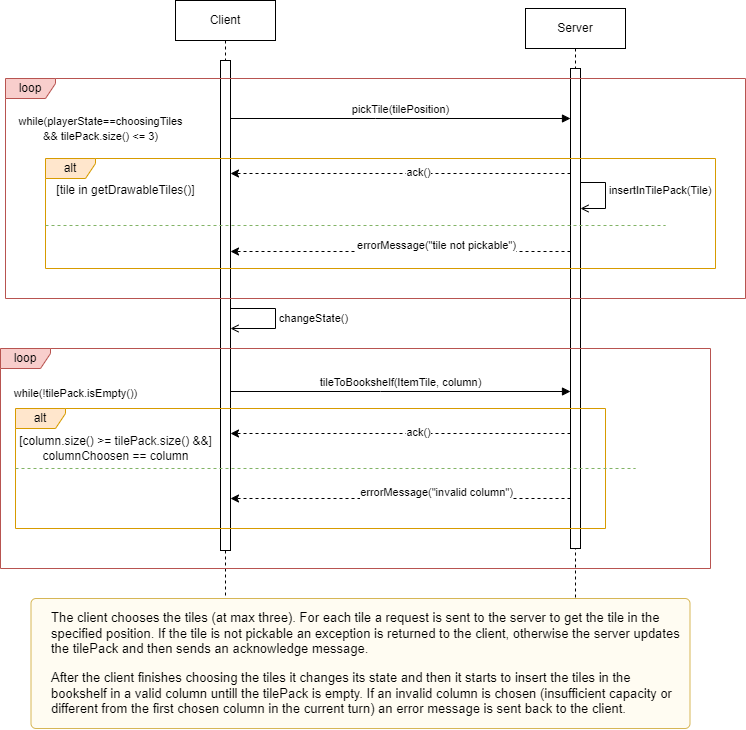 Client
Server
loop
pickTile(tilePosition)
while(playerState==choosingTiles
&& tilePack.size() <= 3)
alt
ack()
[tile in getDrawableTiles()]
insertInTilePack(Tile)
errorMessage("tile not pickable")
changeState()
loop
tileToBookshelf(ItemTile, column)
while(!tilePack.isEmpty())
alt
ack()
[column.size() >= tilePack.size() &&]
columnChoosen == column
errorMessage("invalid column")
The client chooses the tiles (at max three). For each tile a request is sent to the server to get the tile in the
specified position. If the tile is not pickable an exception is returned to the client, otherwise the server updates
the tilePack and then sends an acknowledge message.
After the client finishes choosing the tiles it changes its state and then it starts to insert the tiles in the
bookshelf in a valid column untill the tilePack is empty. If an invalid column is chosen (insufficient capacity or
different from the first chosen column in the current turn) an error message is sent back to the client.